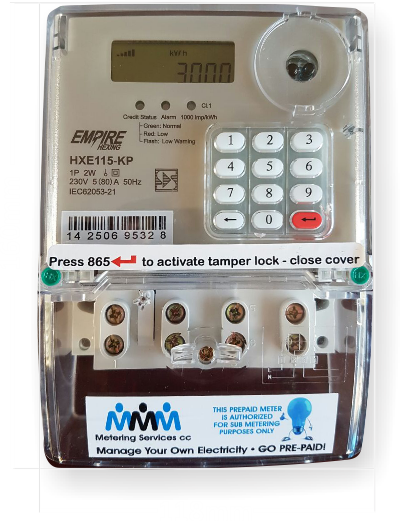 kWh
3000
Credit Status Alarm 1000 Imp/kWh CL1
Green: Normal
Red: Low
Flash: Low Warning
EMPIRE
HEXING
HXE115-KP
1P 2W
230V 5(80)A 50Hz
IEC62053-21
1 2 3
4 5 6
7 8 9
← 0 ↵
14 2506 9532 8
Press 865 ↵ to activate tamper lock - close cover
MMM
Metering Services cc
THIS PREPAID METER
IS AUTHORIZED
FOR SUB METERING
PURPOSES ONLY
Manage Your Own Electricity • GO PRE-PAID!